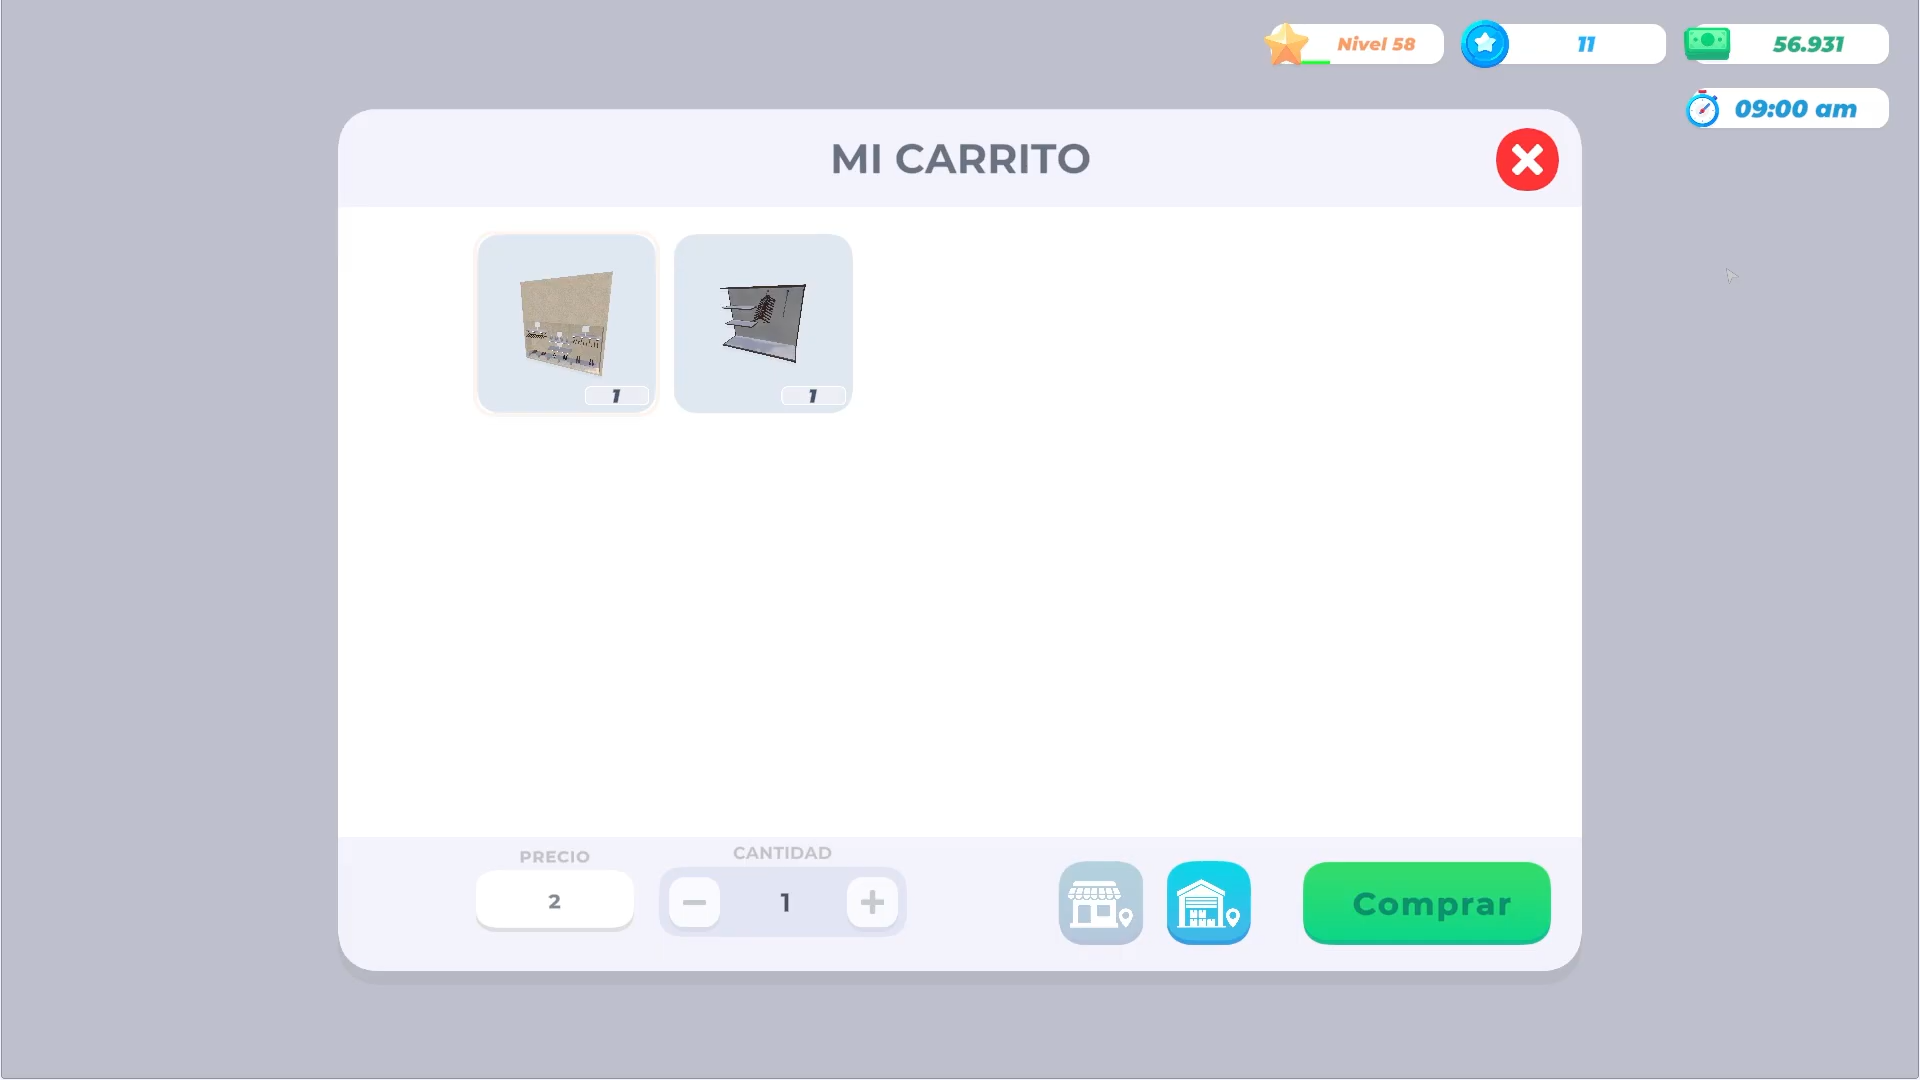 Nivel 58
11
56.931
09:00 am
MI CARRITO
1
1
PRECIO
2
CANTIDAD
1
Comprar